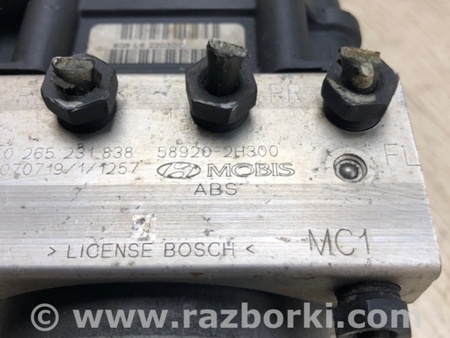 RR
0 265 231 838 58920-2H300
070719/1/1257 MOBIS FL
ABS
> LICENSE BOSCH < MC1
© www.razborki.com